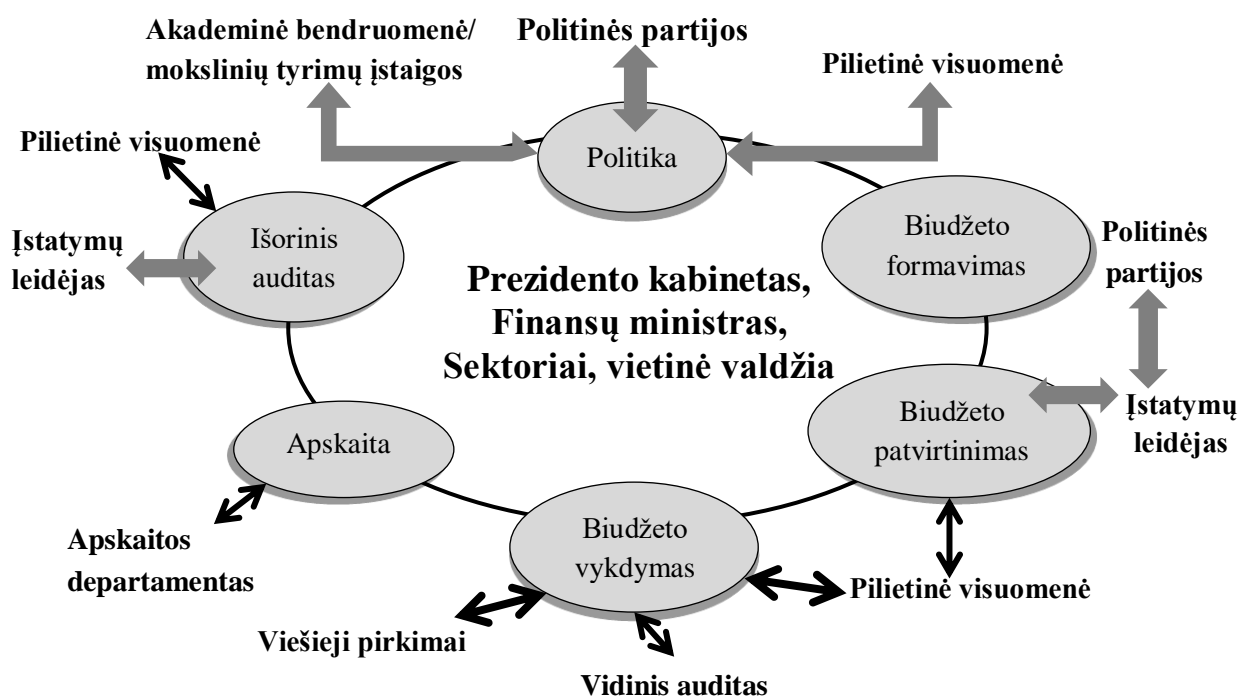 Akademinė bendruomenė/
mokslinių tyrimų įstaigos
Politinės partijos
Pilietinė visuomenė
Pilietinė visuomenė
Politika
Įstatymų
leidėjas
Išorinis
auditas
Biudžeto
formavimas
Politinės
partijos
Prezidento kabinetas,
Finansų ministras,
Sektoriai, vietinė valdžia
Apskaita
Biudžeto
patvirtinimas
Įstatymų
leidėjas
Apskaitos
departamentas
Biudžeto
vykdymas
Pilietinė visuomenė
Viešieji pirkimai
Vidinis auditas